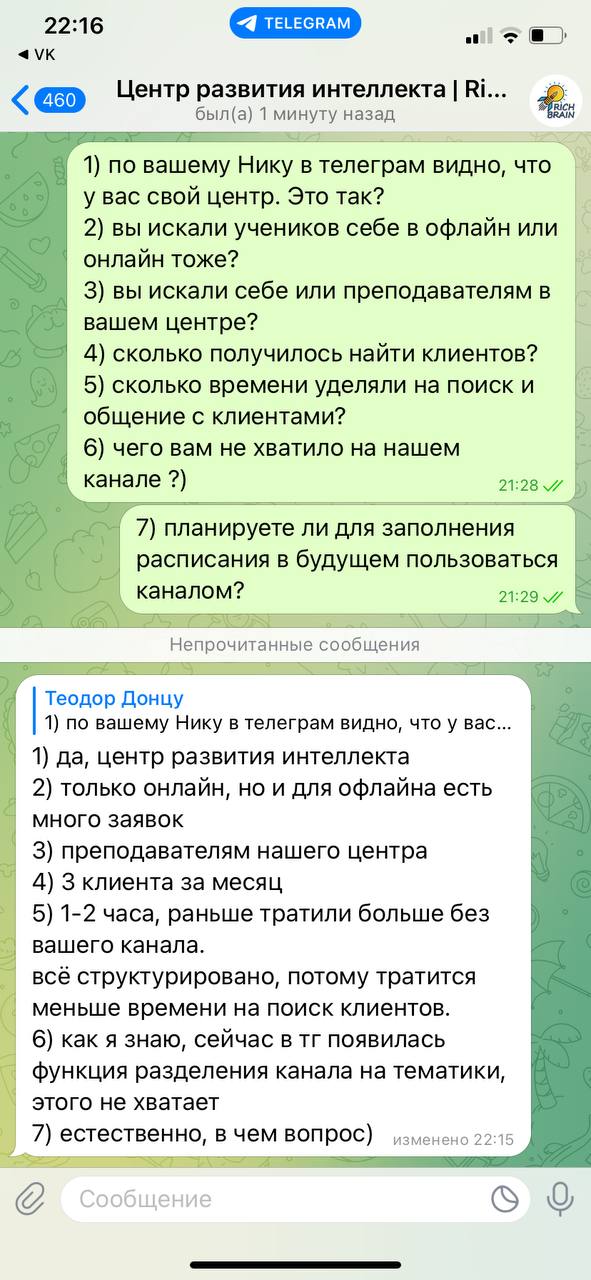 22:16
TELEGRAM
◀ VK
460
Центр развития интеллекта | Ri...
был(а) 1 минуту назад
RICH
BRAIN
1) по вашему Нику в телеграм видно, что
у вас свой центр. Это так?
2) вы искали учеников себе в офлайн или
онлайн тоже?
3) вы искали себе или преподавателям в
вашем центре?
4) сколько получилось найти клиентов?
5) сколько времени уделяли на поиск и
общение с клиентами?
6) чего вам не хватило на нашем
канале ?)
21:28
7) планируете ли для заполнения
расписания в будущем пользоваться
каналом?
21:29
Непрочитанные сообщения
Теодор Донцу
1) по вашему Нику в телеграм видно, что у вас...
1) да, центр развития интеллекта
2) только онлайн, но и для офлайна есть
много заявок
3) преподавателям нашего центра
4) 3 клиента за месяц
5) 1-2 часа, раньше тратили больше без
вашего канала.
всё структурировано, потому тратится
меньше времени на поиск клиентов.
6) как я знаю, сейчас в тг появилась
функция разделения канала на тематики,
этого не хватает
7) естественно, в чем вопрос)
изменено 22:15
Сообщение